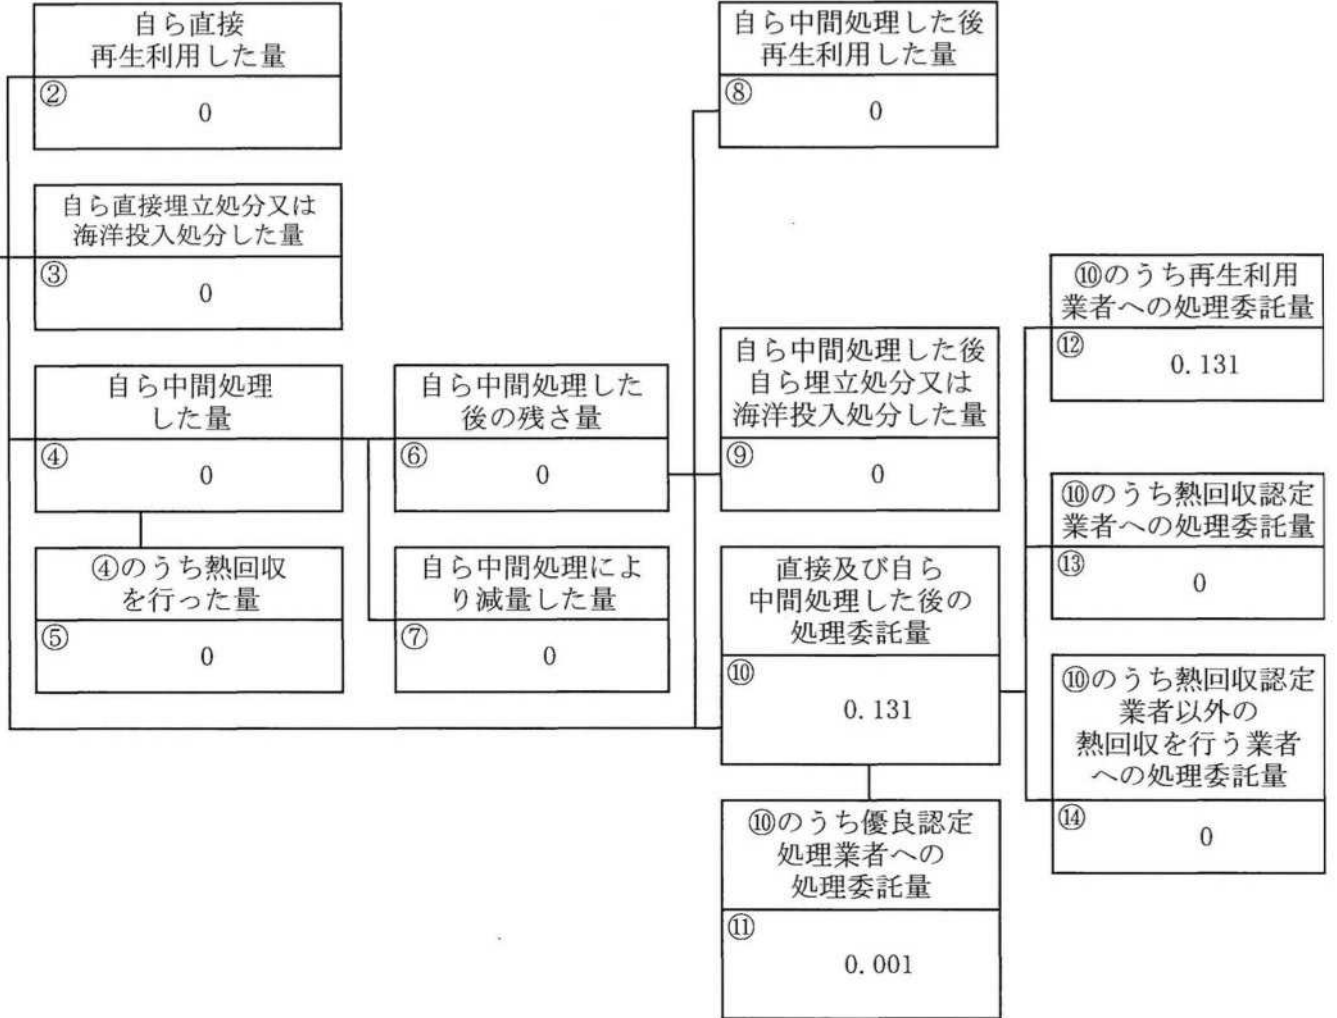 自ら直接
再生利用した量
②
0
自ら直接埋立処分又は
海洋投入処分した量
③
0
自ら中間処理
した量
④
0
④のうち熱回収
を行った量
⑤
0
自ら中間処理した
後の残さ量
⑥
0
自ら中間処理によ
り減量した量
⑦
0
自ら中間処理した後
再生利用した量
⑧
0
自ら中間処理した後
自ら埋立処分又は
海洋投入処分した量
⑨
0
直接及び自ら
中間処理した後の
処理委託量
⑩
0.131
⑩のうち優良認定
処理業者への
処理委託量
⑪
0.001
⑩のうち再生利用
業者への処理委託量
⑫
0.131
⑩のうち熱回収認定
業者への処理委託量
⑬
0
⑩のうち熱回収認定
業者以外の
熱回収を行う業者
への処理委託量
⑭
0